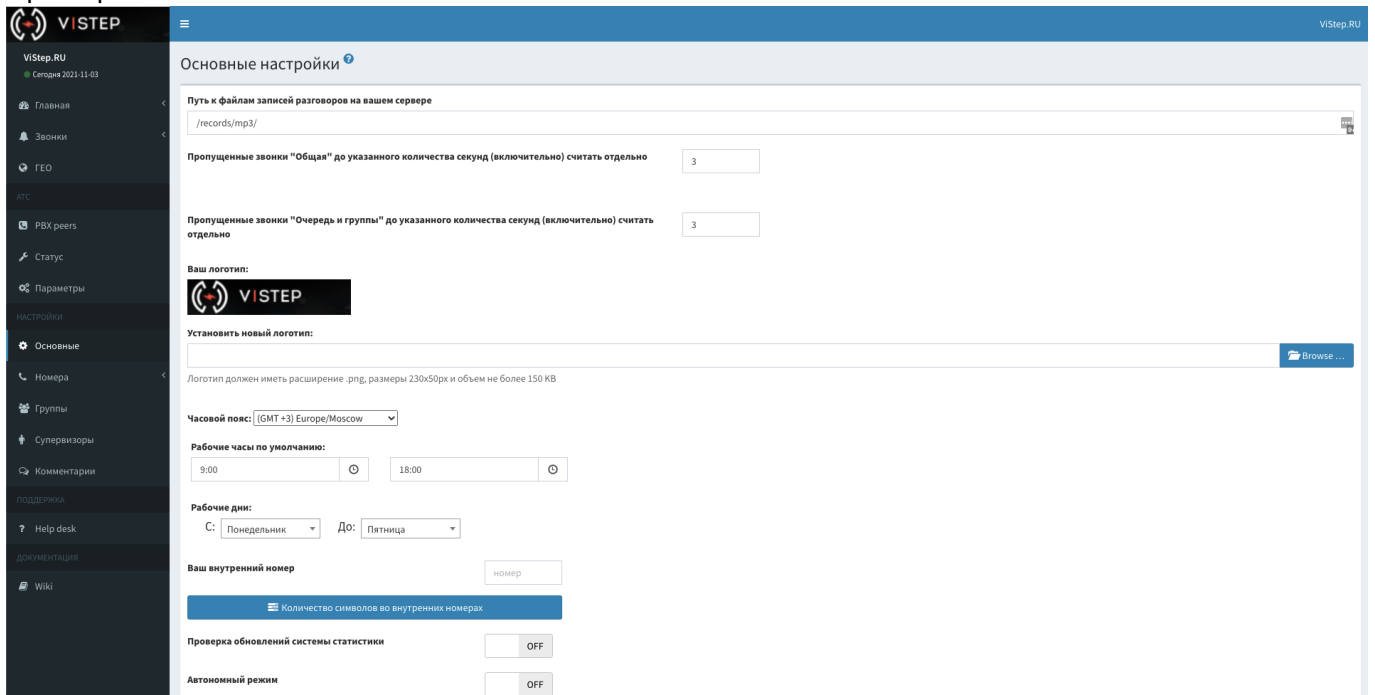 VISTEP
ViStep.RU
ViStep.RU
Сегодня 2021-11-03
Главная
Звонки
ГЕО
АТС
PBX peers
Статус
Параметры
НАСТРОЙКИ
Основные
Номера
Группы
Супервизоры
Комментарии
ПОДДЕРЖКА
Help desk
ДОКУМЕНТАЦИЯ
Wiki
Основные настройки
Путь к файлам записей разговоров на вашем сервере
/records/mp3/
Пропущенные звонки "Общая" до указанного количества секунд (включительно) считать отдельно
3
Пропущенные звонки "Очередь и группы" до указанного количества секунд (включительно) считать
отдельно
3
Ваш логотип:
VISTEP
Установить новый логотип:
Browse ...
Логотип должен иметь расширение .png, размеры 230x50px и объем не более 150 KB
Часовой пояс: (GMT +3) Europe/Moscow
Рабочие часы по умолчанию:
9:00 18:00
Рабочие дни:
С: Понедельник До: Пятница
Ваш внутренний номер номер
Количество символов во внутренних номерах
Проверка обновлений системы статистики OFF
Автономный режим OFF